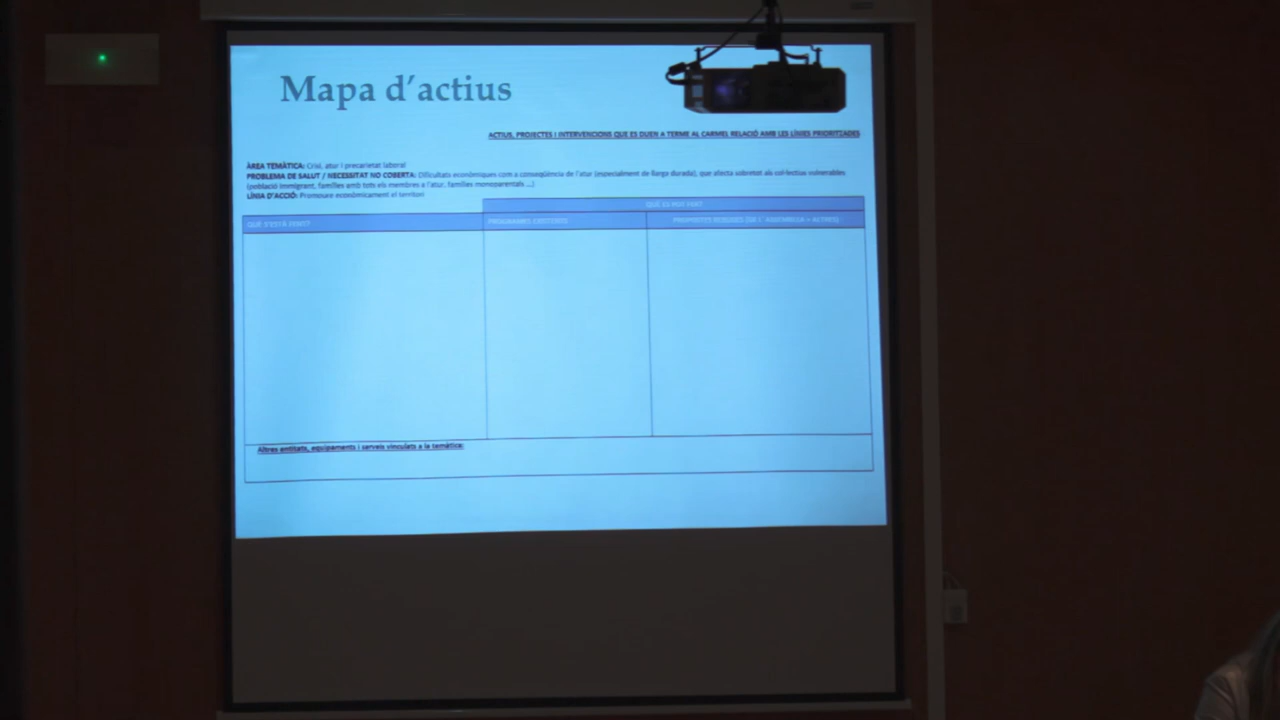 Mapa d'actius
ACTIUS, PROJECTES I INTERVENCIONS QUE ES DUEN A TERME AL CARMEL RELACIÓ AMB LES LÍNIES PRIORITZADES
ÀREA TEMÀTICA: Crisi, atur i precarietat laboral
PROBLEMA DE SALUT / NECESSITAT NO COBERTA: Dificultats econòmiques com a conseqüència de l'atur (especialment de llarga durada), que afecta sobretot als col·lectius vulnerables
(població immigrant, famílies amb tots els membres a l'atur, famílies monoparentals ...)
LÍNIA D'ACCIÓ: Promoure econòmicament el territori
QUÈ ES POT FER?
QUÈ S'ESTÀ FENT?
PROGRAMES EXISTENTS
PROPOSTES SORGIDES (DE L'ASSEMBLEA + ALTRES)
Altres entitats, equipaments i serveis vinculats a la temàtica: